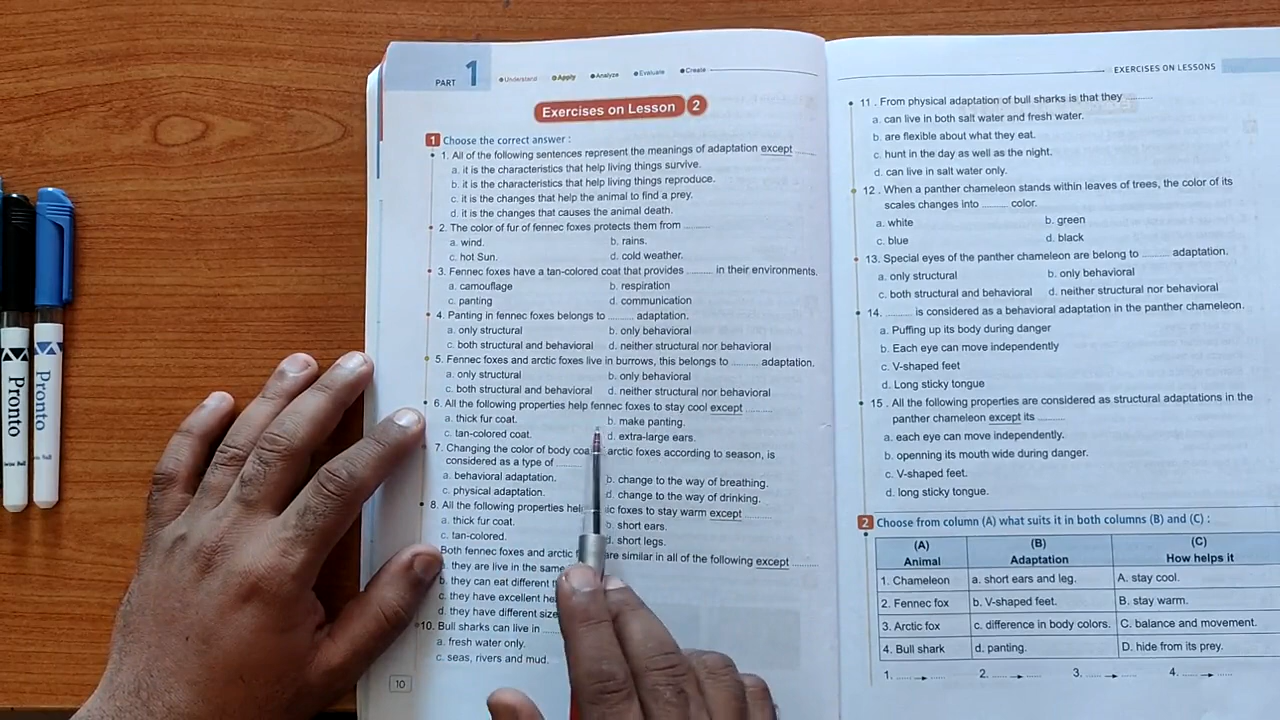 PART 1
Understand Apply Analyze Evaluate Create
Exercises on Lesson 2
1 Choose the correct answer :
1. All of the following sentences represent the meanings of adaptation except ........
a. it is the characteristics that help living things survive.
b. it is the characteristics that help living things reproduce.
c. it is the changes that help the animal to find a prey.
d. it is the changes that causes the animal death.
2. The color of fur of fennec foxes protects them from ..........
a. wind. b. rains.
c. hot Sun. d. cold weather.
3. Fennec foxes have a tan-colored coat that provides .......... in their environments.
a. camouflage b. respiration
c. panting d. communication
4. Panting in fennec foxes belongs to .......... adaptation.
a. only structural b. only behavioral
c. both structural and behavioral d. neither structural nor behavioral
5. Fennec foxes and arctic foxes live in burrows, this belongs to .......... adaptation.
a. only structural b. only behavioral
c. both structural and behavioral d. neither structural nor behavioral
6. All the following properties help fennec foxes to stay cool except ..........
a. thick fur coat. b. make panting.
c. tan-colored coat. d. extra-large ears.
7. Changing the color of body arctic foxes according to season, is
considered as a type of ..........
a. behavioral adaptation. b. change to the way of breathing.
c. physical adaptation. d. change to the way of drinking.
8. All the following properties foxes to stay warm except ..........
a. thick fur coat. b. short ears.
c. tan-colored. d. short legs.
Both fennec foxes and arctic are similar in all of the following except ..........
a. they are live in the same
b. they can eat different
c. they have excellent
d. they have different
10. Bull sharks can live in ......
a. fresh water only.
c. seas, rivers and mud.
10
EXERCISES ON LESSONS
11 . From physical adaptation of bull sharks is that they ..........
a. can live in both salt water and fresh water.
b. are flexible about what they eat.
c. hunt in the day as well as the night.
d. can live in salt water only.
12 . When a panther chameleon stands within leaves of trees, the color of its
scales changes into .......... color.
a. white b. green
c. blue d. black
13. Special eyes of the panther chameleon are belong to .......... adaptation.
a. only structural b. only behavioral
c. both structural and behavioral d. neither structural nor behavioral
14. .......... is considered as a behavioral adaptation in the panther chameleon.
a. Puffing up its body during danger
b. Each eye can move independently
c. V-shaped feet
d. Long sticky tongue
15 . All the following properties are considered as structural adaptations in the
panther chameleon except its ..........
a. each eye can move independently.
b. openning its mouth wide during danger.
c. V-shaped feet.
d. long sticky tongue.
2 Choose from column (A) what suits it in both columns (B) and (C) :
(A) (B) (C)
Animal Adaptation How helps it
1. Chameleon a. short ears and leg. A. stay cool.
2. Fennec fox b. V-shaped feet. B. stay warm.
3. Arctic fox c. difference in body colors. C. balance and movement.
4. Bull shark d. panting. D. hide from its prey.
1. ...... → ...... 2. ...... → ...... 3. ...... → ...... 4. ...... → ......
Pronto
Pronto